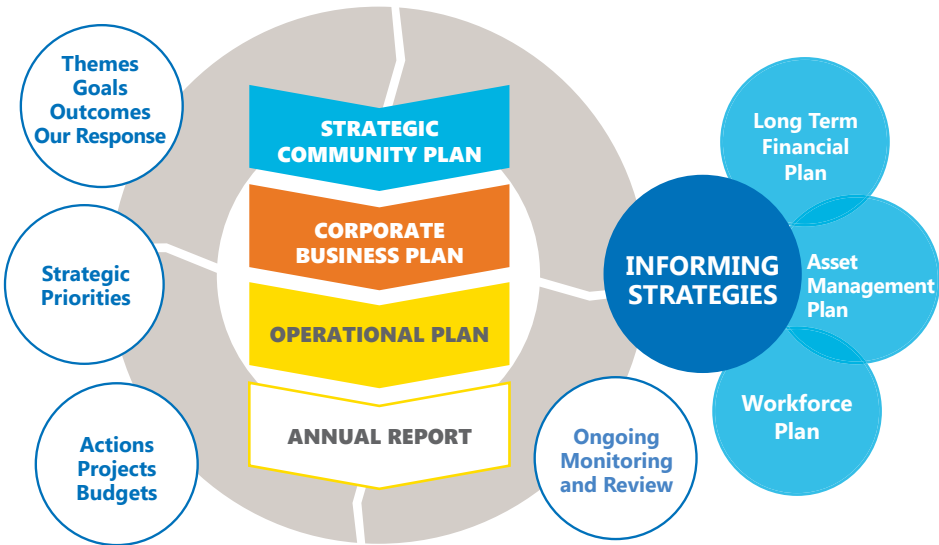 Themes
Goals
Outcomes
Our Response
Strategic
Priorities
Actions
Projects
Budgets
STRATEGIC
COMMUNITY PLAN
CORPORATE
BUSINESS PLAN
OPERATIONAL PLAN
ANNUAL REPORT
Ongoing
Monitoring
and Review
INFORMING
STRATEGIES
Long Term
Financial
Plan
Asset
Management
Plan
Workforce
Plan